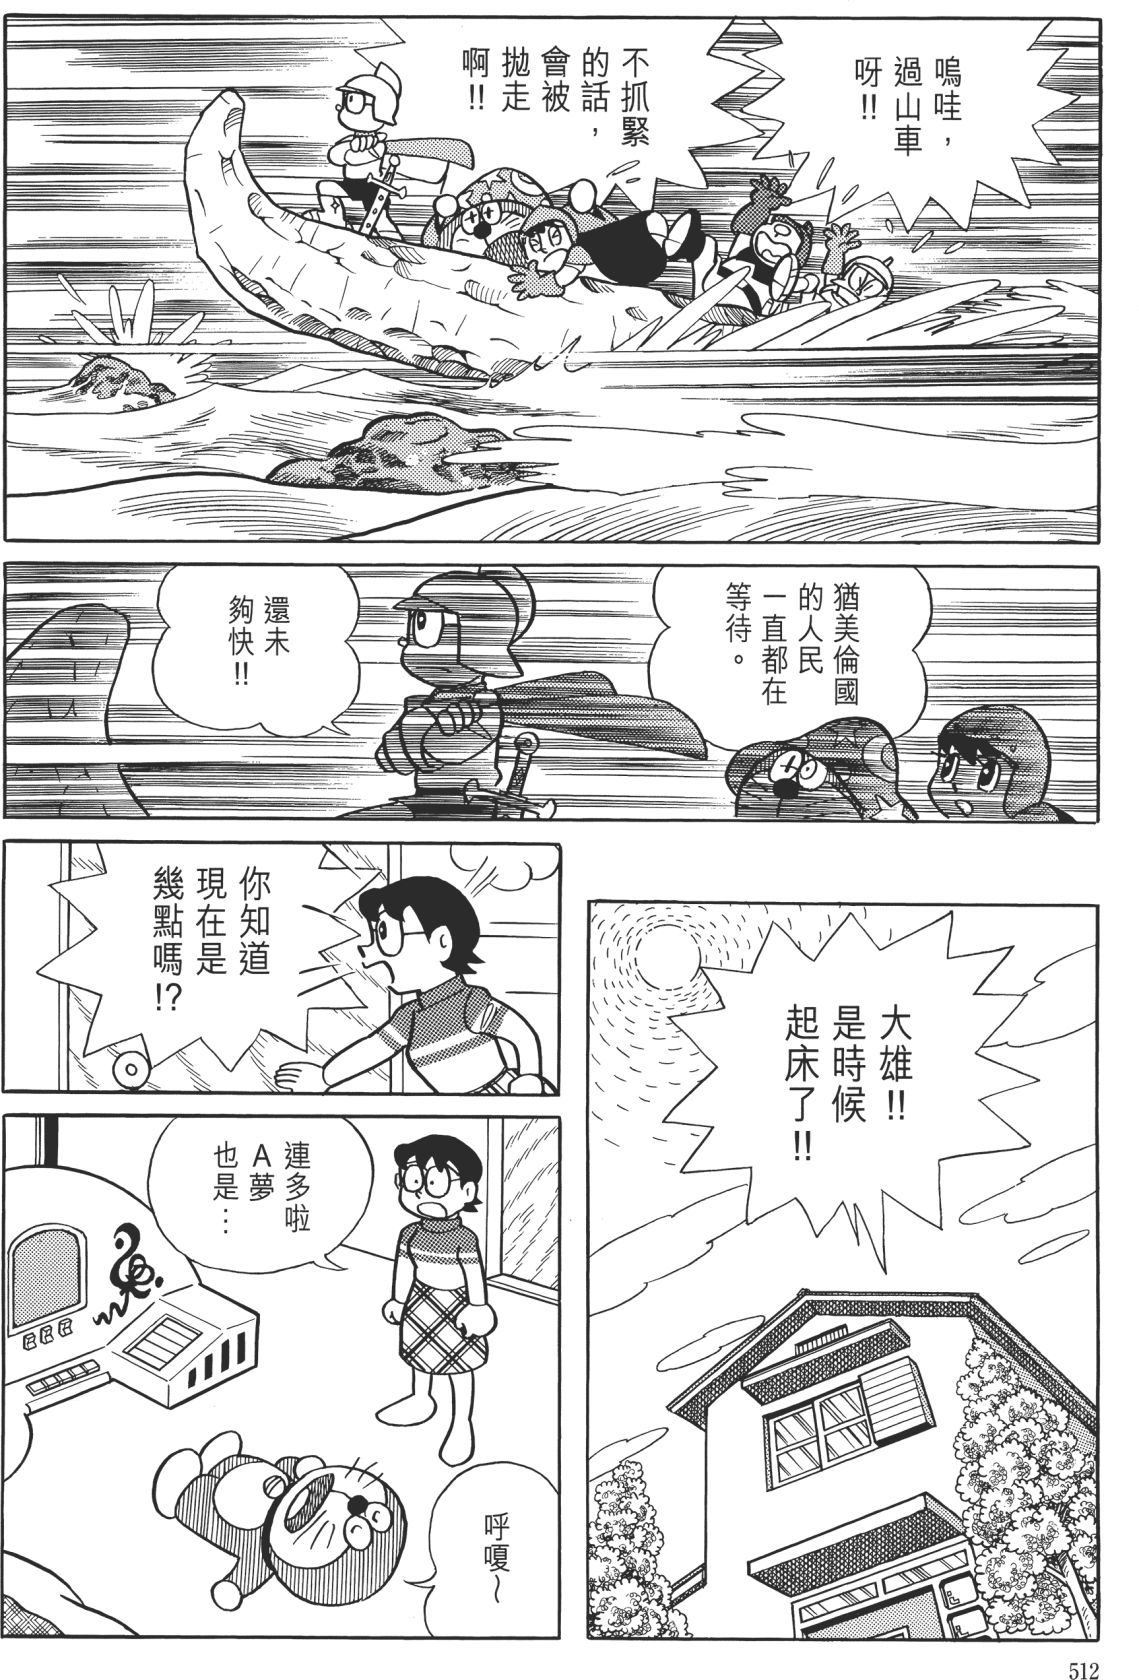 嗚哇，
過山車
呀!!
不抓緊
的話，
會被
拋走
啊!!
猶美倫國
的人民
一直都在
等待。
還未
夠快!!
大雄!!
是時候
起床了!!
你知道
現在是
幾點嗎!?
連多啦
A夢
也是…
呼嗄～
512